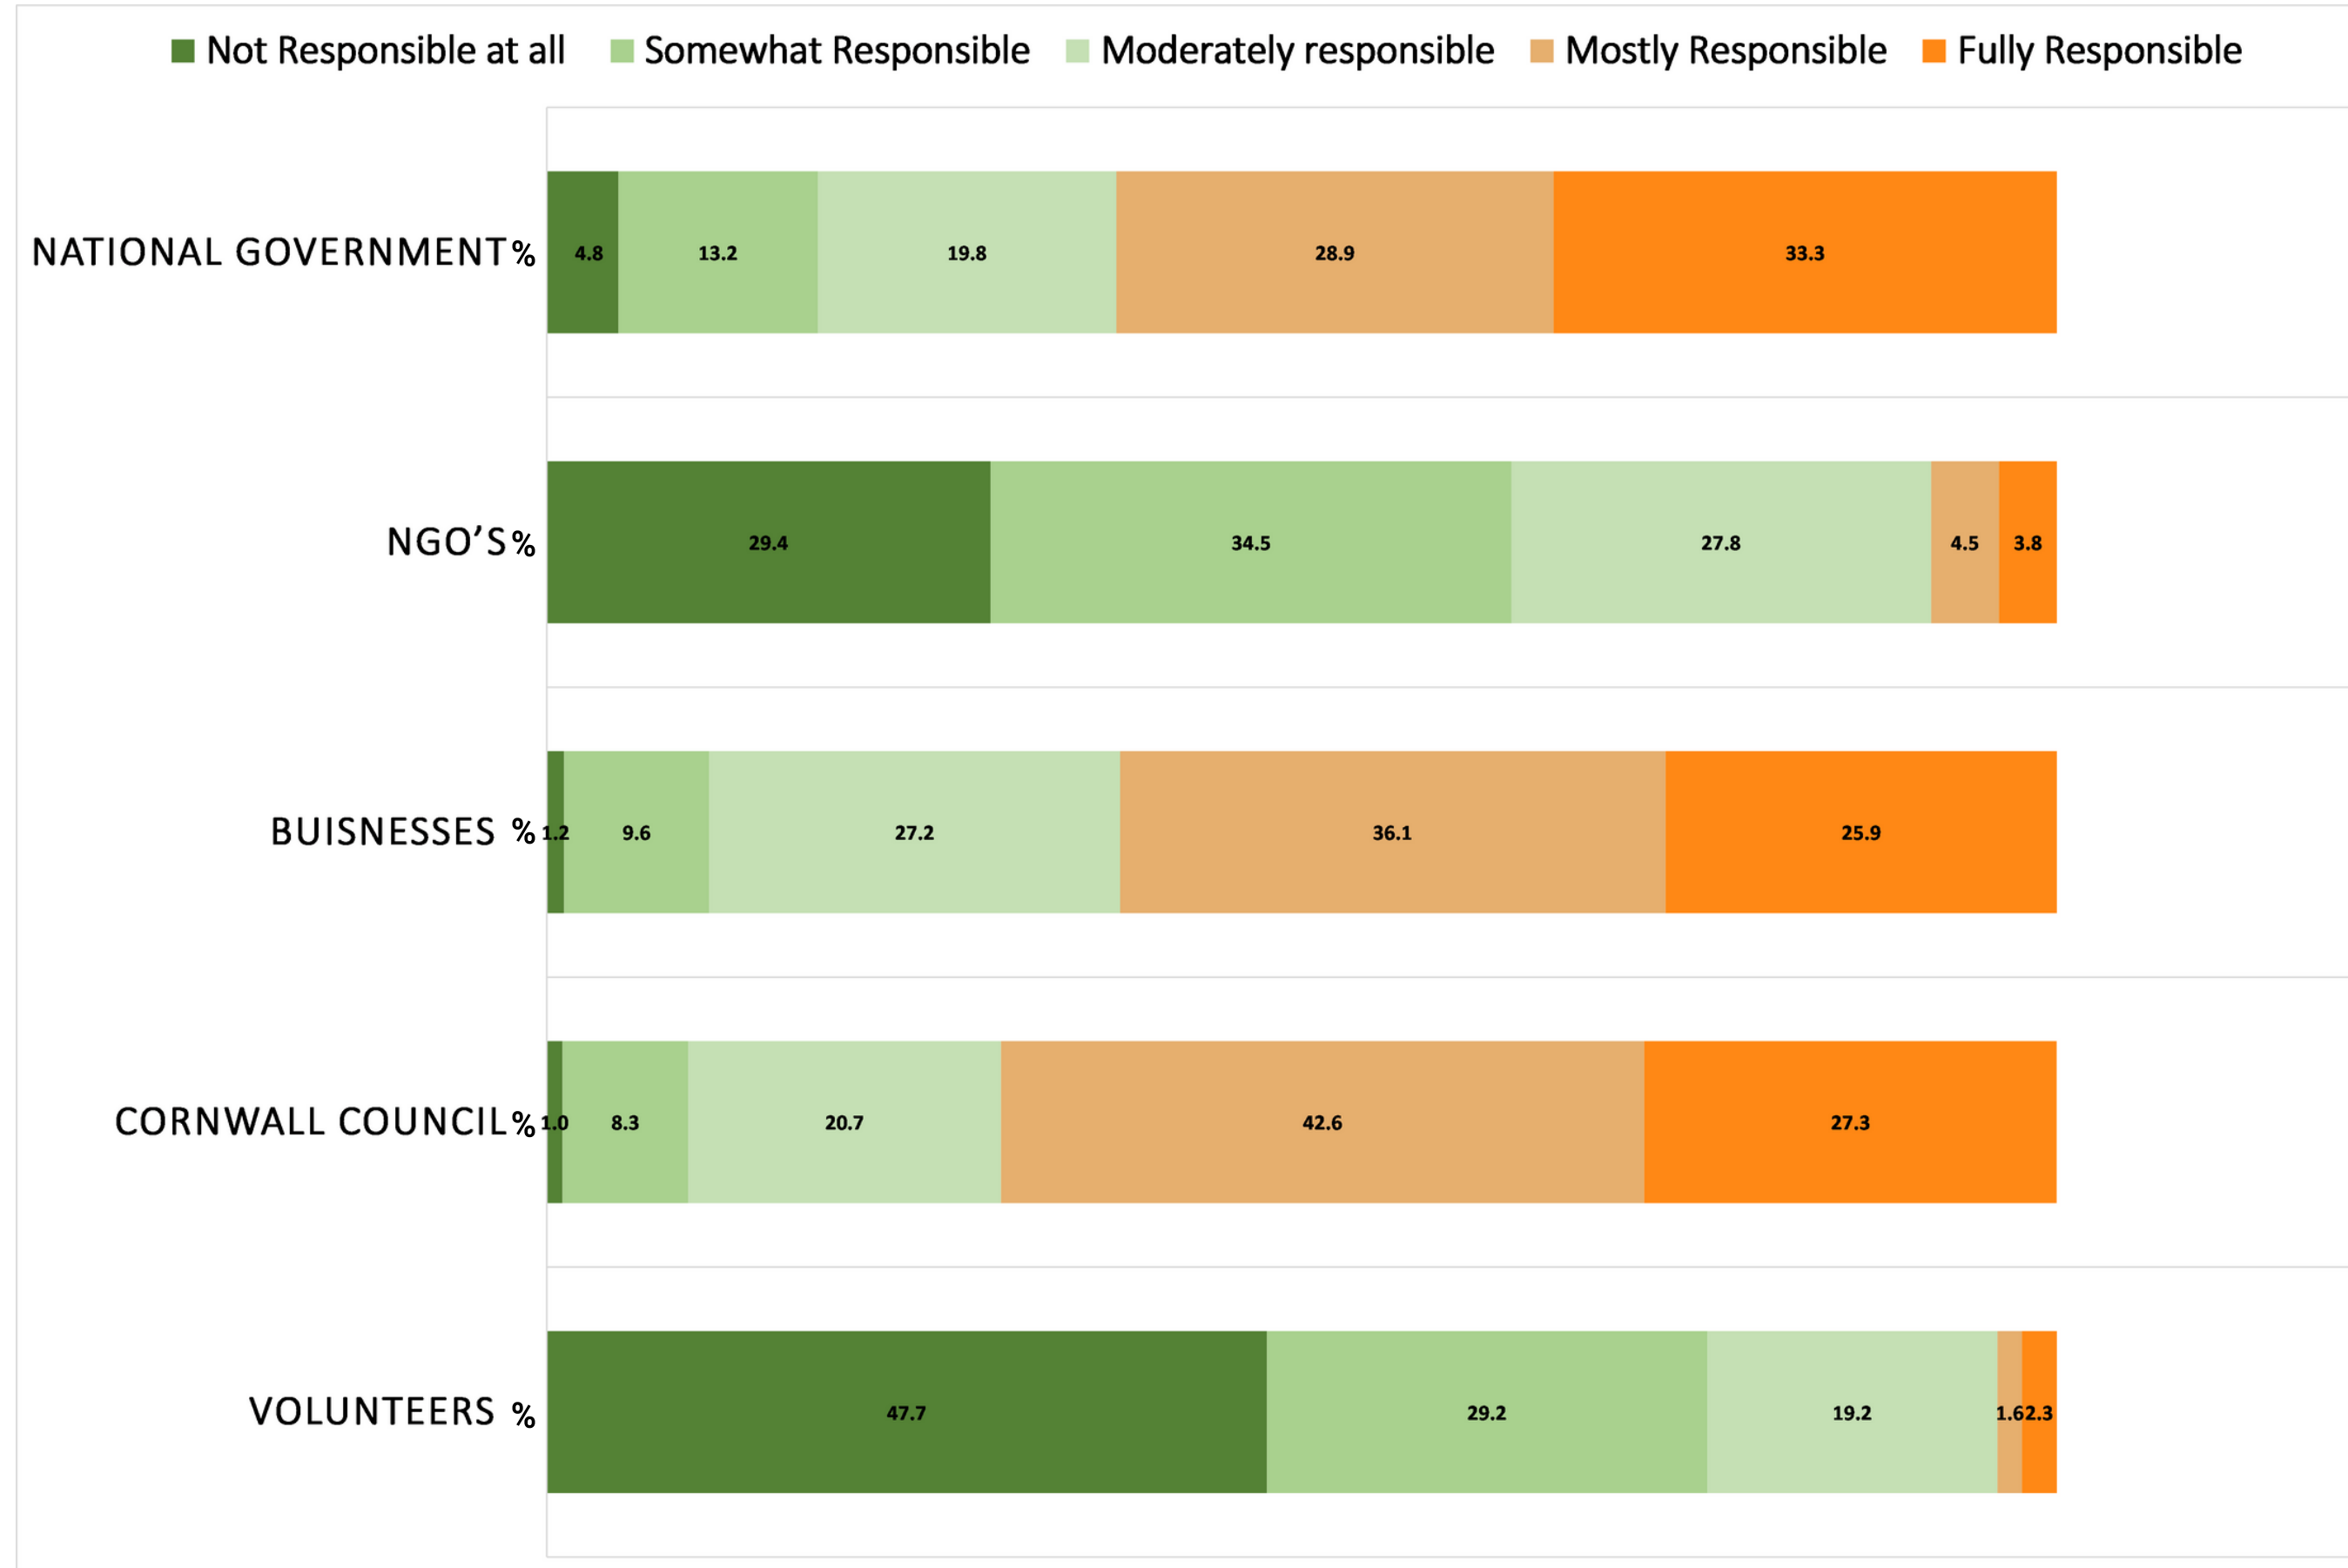 Not Responsible at all Somewhat Responsible Moderately responsible Mostly Responsible Fully Responsible
NATIONAL GOVERNMENT% 4.8 13.2 19.8 28.9 33.3
NGO’S% 29.4 34.5 27.8 4.5 3.8
BUISNESSES % 1.2 9.6 27.2 36.1 25.9
CORNWALL COUNCIL% 1.0 8.3 20.7 42.6 27.3
VOLUNTEERS % 47.7 29.2 19.2 1.6 2.3